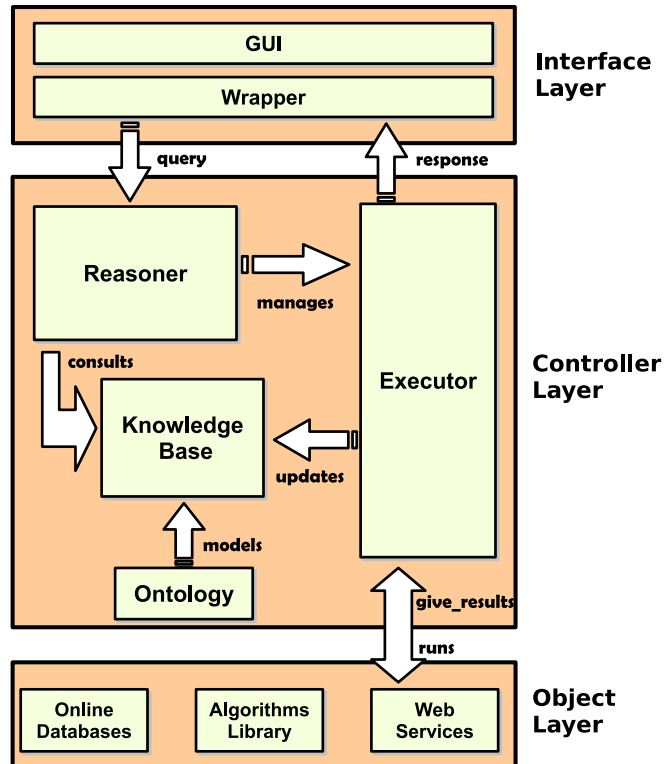 GUI
Wrapper
Interface
Layer
query
response
Reasoner
manages
consults
Executor
Controller
Layer
Knowledge
Base
updates
models
Ontology
give_results
runs
Online
Databases
Algorithms
Library
Web
Services
Object
Layer